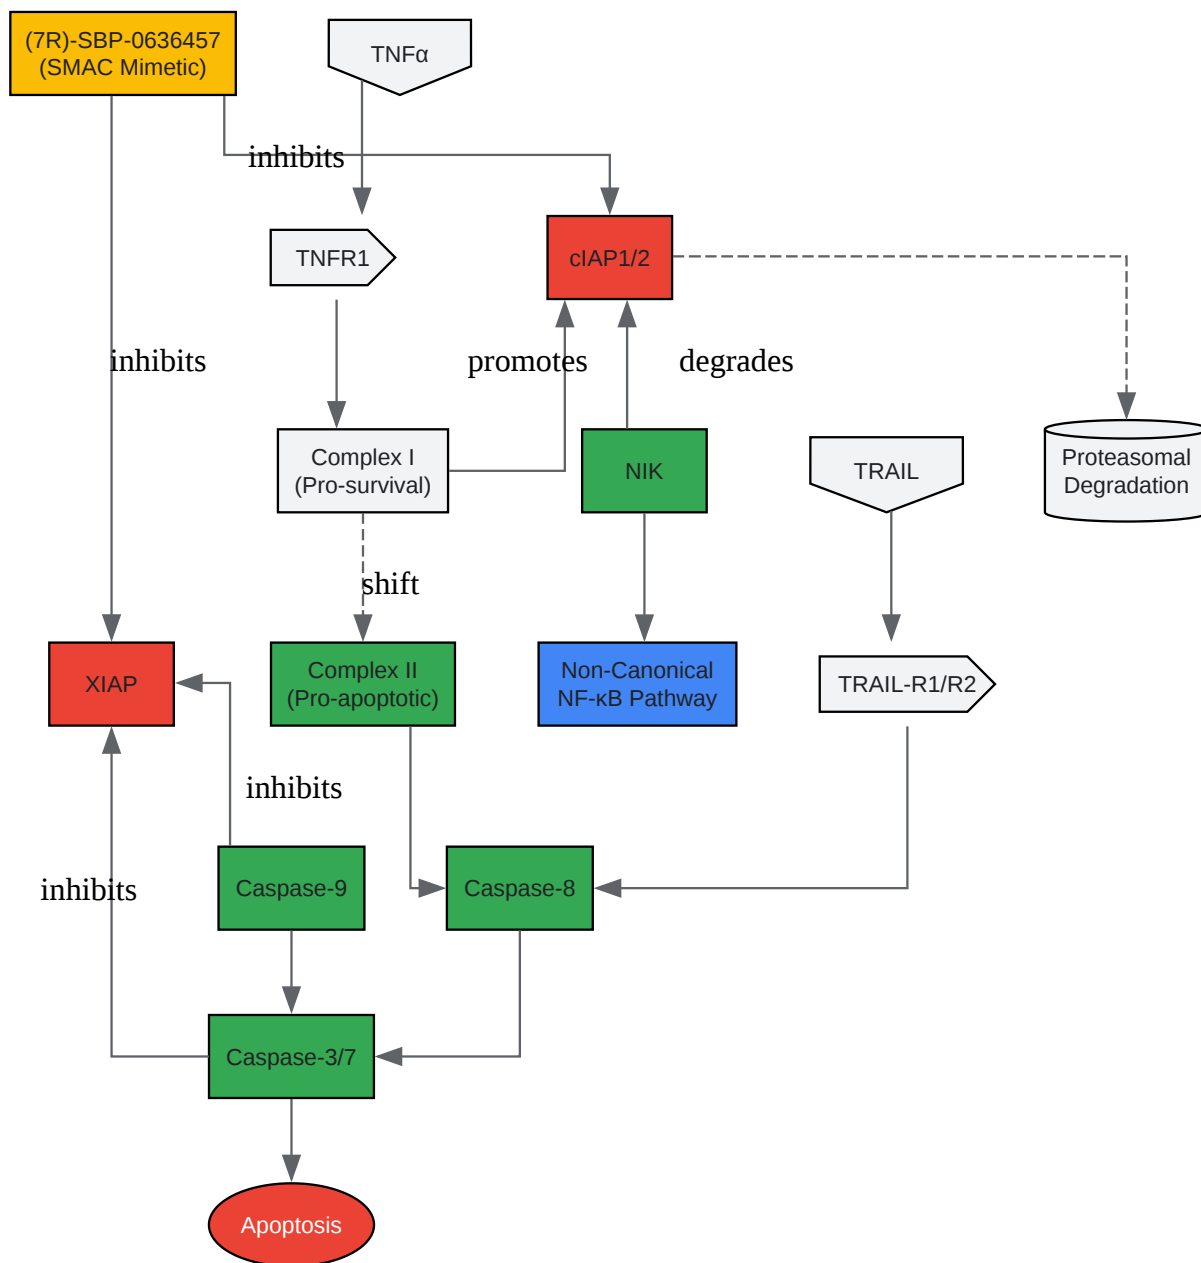 (7R)-SBP-0636457
(SMAC Mimetic)
TNFα
inhibits
TNFR1
cIAP1/2
inhibits
promotes
degrades
Complex I
(Pro-survival)
NIK
TRAIL
Proteasomal
Degradation
shift
XIAP
Complex II
(Pro-apoptotic)
Non-Canonical
NF-κB Pathway
TRAIL-R1/R2
inhibits
inhibits
Caspase-9
Caspase-8
Caspase-3/7
Apoptosis